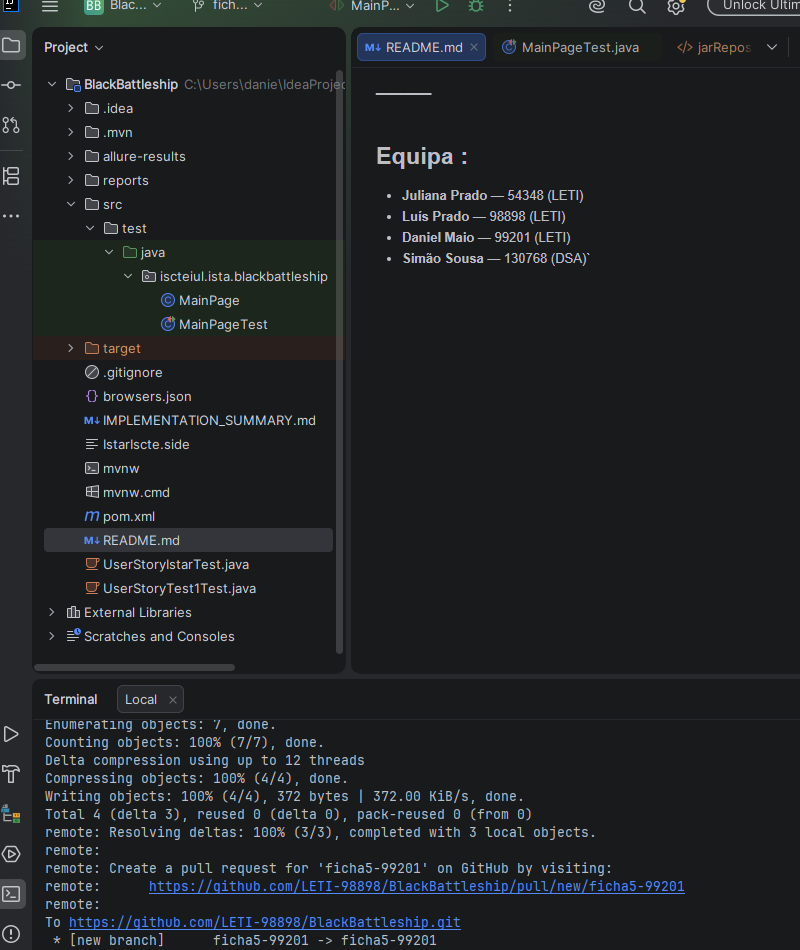 BB Blac...
fich...
MainP...
Unlock Ultim
Project
README.md
MainPageTest.java
jarRepos
BlackBattleship C:\Users\danie\IdeaProjec
.idea
.mvn
allure-results
reports
src
test
java
iscteiul.ista.blackbattleship
MainPage
MainPageTest
target
.gitignore
browsers.json
IMPLEMENTATION_SUMMARY.md
IstarIscte.side
mvnw
mvnw.cmd
pom.xml
README.md
UserStoryIstarTest.java
UserStoryTest1Test.java
External Libraries
Scratches and Consoles
Equipa :
Juliana Prado — 54348 (LETI)
Luís Prado — 98898 (LETI)
Daniel Maio — 99201 (LETI)
Simão Sousa — 130768 (DSA)`
Terminal
Local
Enumerating objects: 7, done.
Counting objects: 100% (7/7), done.
Delta compression using up to 12 threads
Compressing objects: 100% (4/4), done.
Writing objects: 100% (4/4), 372 bytes | 372.00 KiB/s, done.
Total 4 (delta 3), reused 0 (delta 0), pack-reused 0 (from 0)
remote: Resolving deltas: 100% (3/3), completed with 3 local objects.
remote:
remote: Create a pull request for 'ficha5-99201' on GitHub by visiting:
remote:      https://github.com/LETI-98898/BlackBattleship/pull/new/ficha5-99201
remote:
To https://github.com/LETI-98898/BlackBattleship.git
 * [new branch]      ficha5-99201 -> ficha5-99201